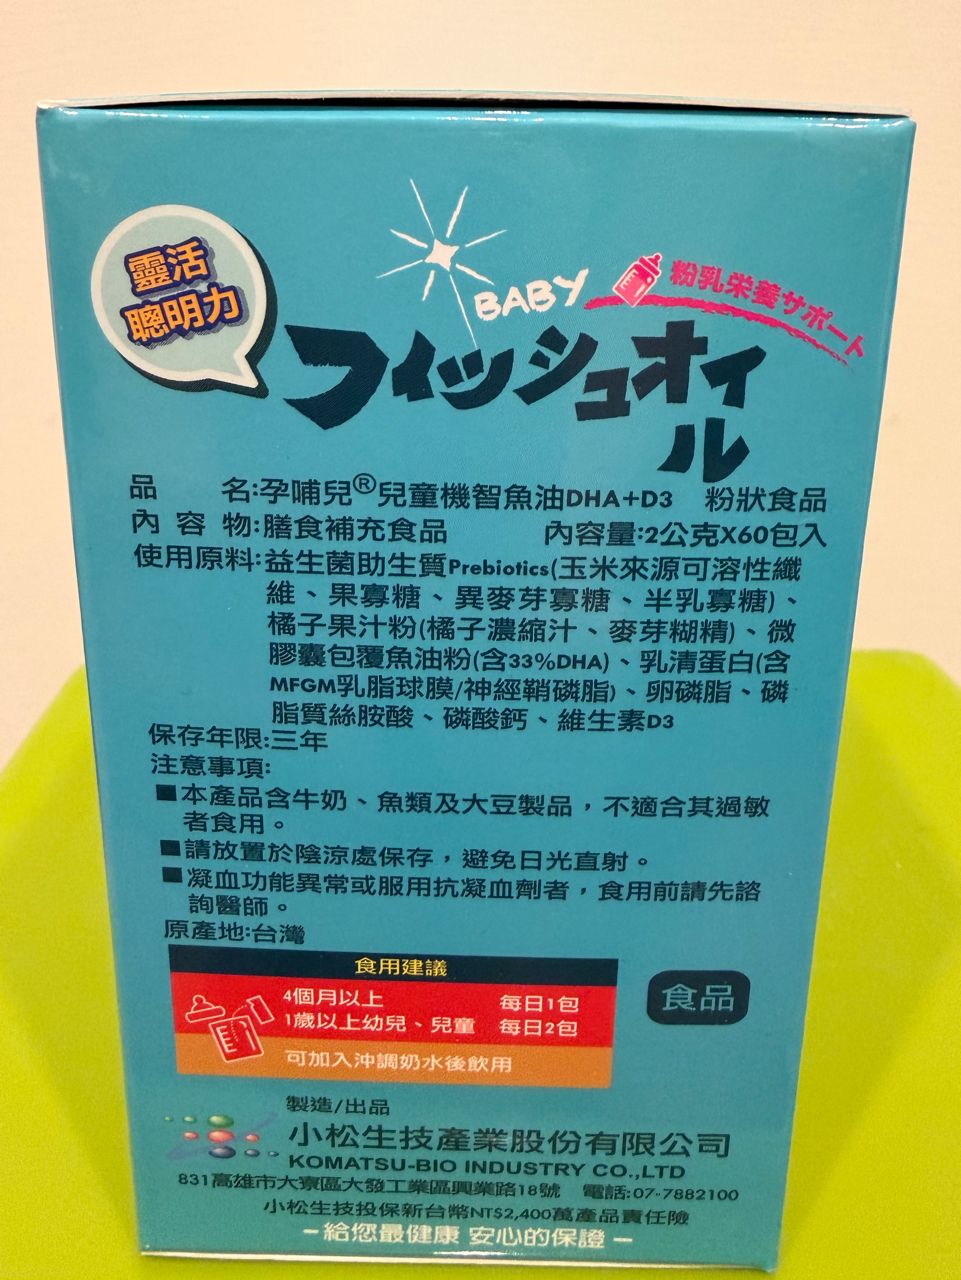 靈活
聰明力
BABY
粉乳栄養サポート
フィッシュオイル
品 名:孕哺兒®兒童機智魚油DHA+D3 粉狀食品
內 容 物:膳食補充食品 內容量:2公克X60包入
使用原料:益生菌助生質Prebiotics(玉米來源可溶性纖
維、果寡糖、異麥芽寡糖、半乳寡糖)、
橘子果汁粉(橘子濃縮汁、麥芽糊精)、微
膠囊包覆魚油粉(含33%DHA)、乳清蛋白(含
MFGM乳脂球膜/神經鞘磷脂)、卵磷脂、磷
脂質絲胺酸、磷酸鈣、維生素D3
保存年限:三年
注意事項:
■本產品含牛奶、魚類及大豆製品，不適合其過敏
者食用。
■請放置於陰涼處保存，避免日光直射。
■凝血功能異常或服用抗凝血劑者，食用前請先諮
詢醫師。
原產地:台灣
食用建議
4個月以上 每日1包
1歲以上幼兒、兒童 每日2包
可加入沖調奶水後飲用
食品
製造/出品
小松生技產業股份有限公司
KOMATSU-BIO INDUSTRY CO.,LTD
831高雄市大寮區大發工業區興業路18號 電話:07-7882100
小松生技投保新台幣NT$2,400萬產品責任險
–給您最健康 安心的保證–